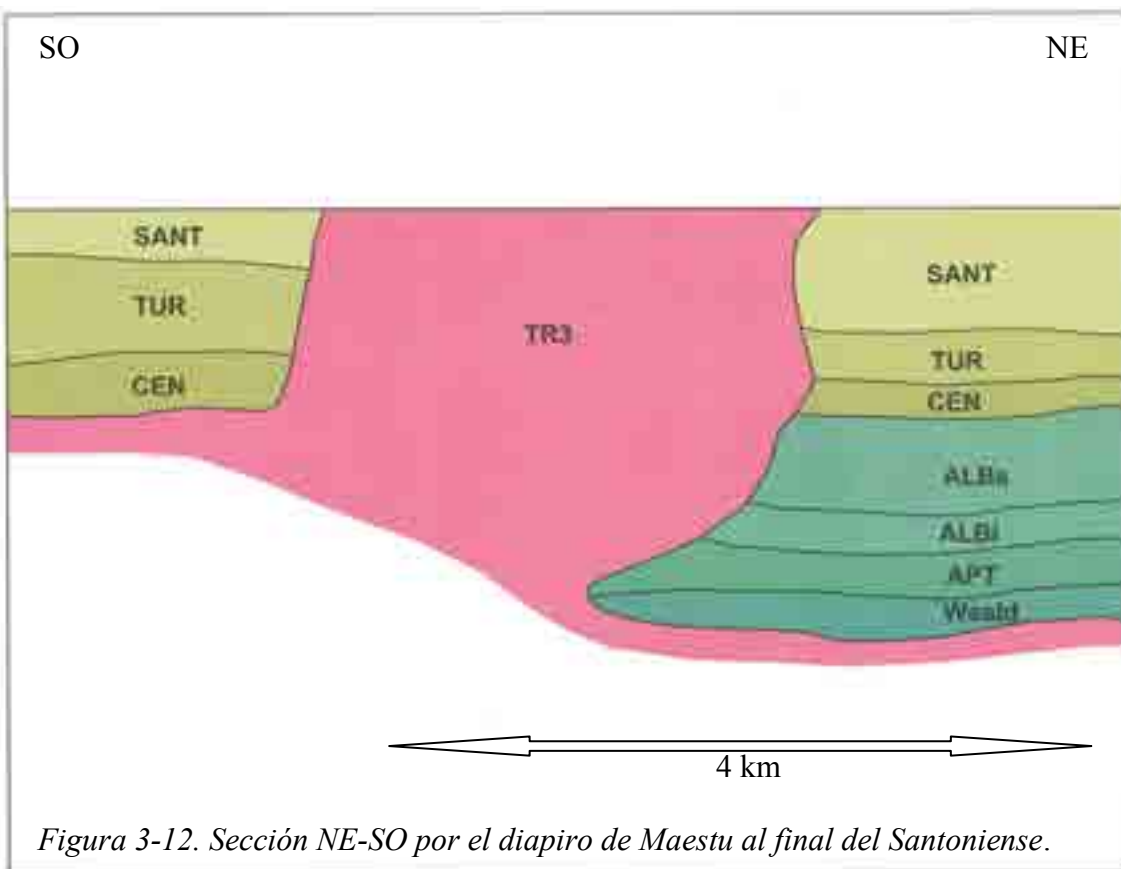 SO NE
SANT
SANT
TUR
TR3
TUR
CEN
CEN
ALBs
ALBi
APT
Weald
4 km
Figura 3-12. Sección NE-SO por el diapiro de Maestu al final del Santoniense.